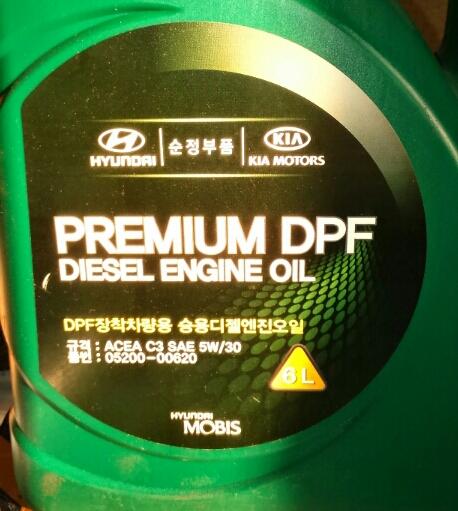 HYUNDAI 순정부품 KIA
KIA MOTORS
PREMIUM DPF
DIESEL ENGINE OIL
DPF장착차량용 승용디젤엔진오일
규격 : ACEA C3 SAE 5W/30
품번 : 05200-00620
6 L
HYUNDAI
MOBIS